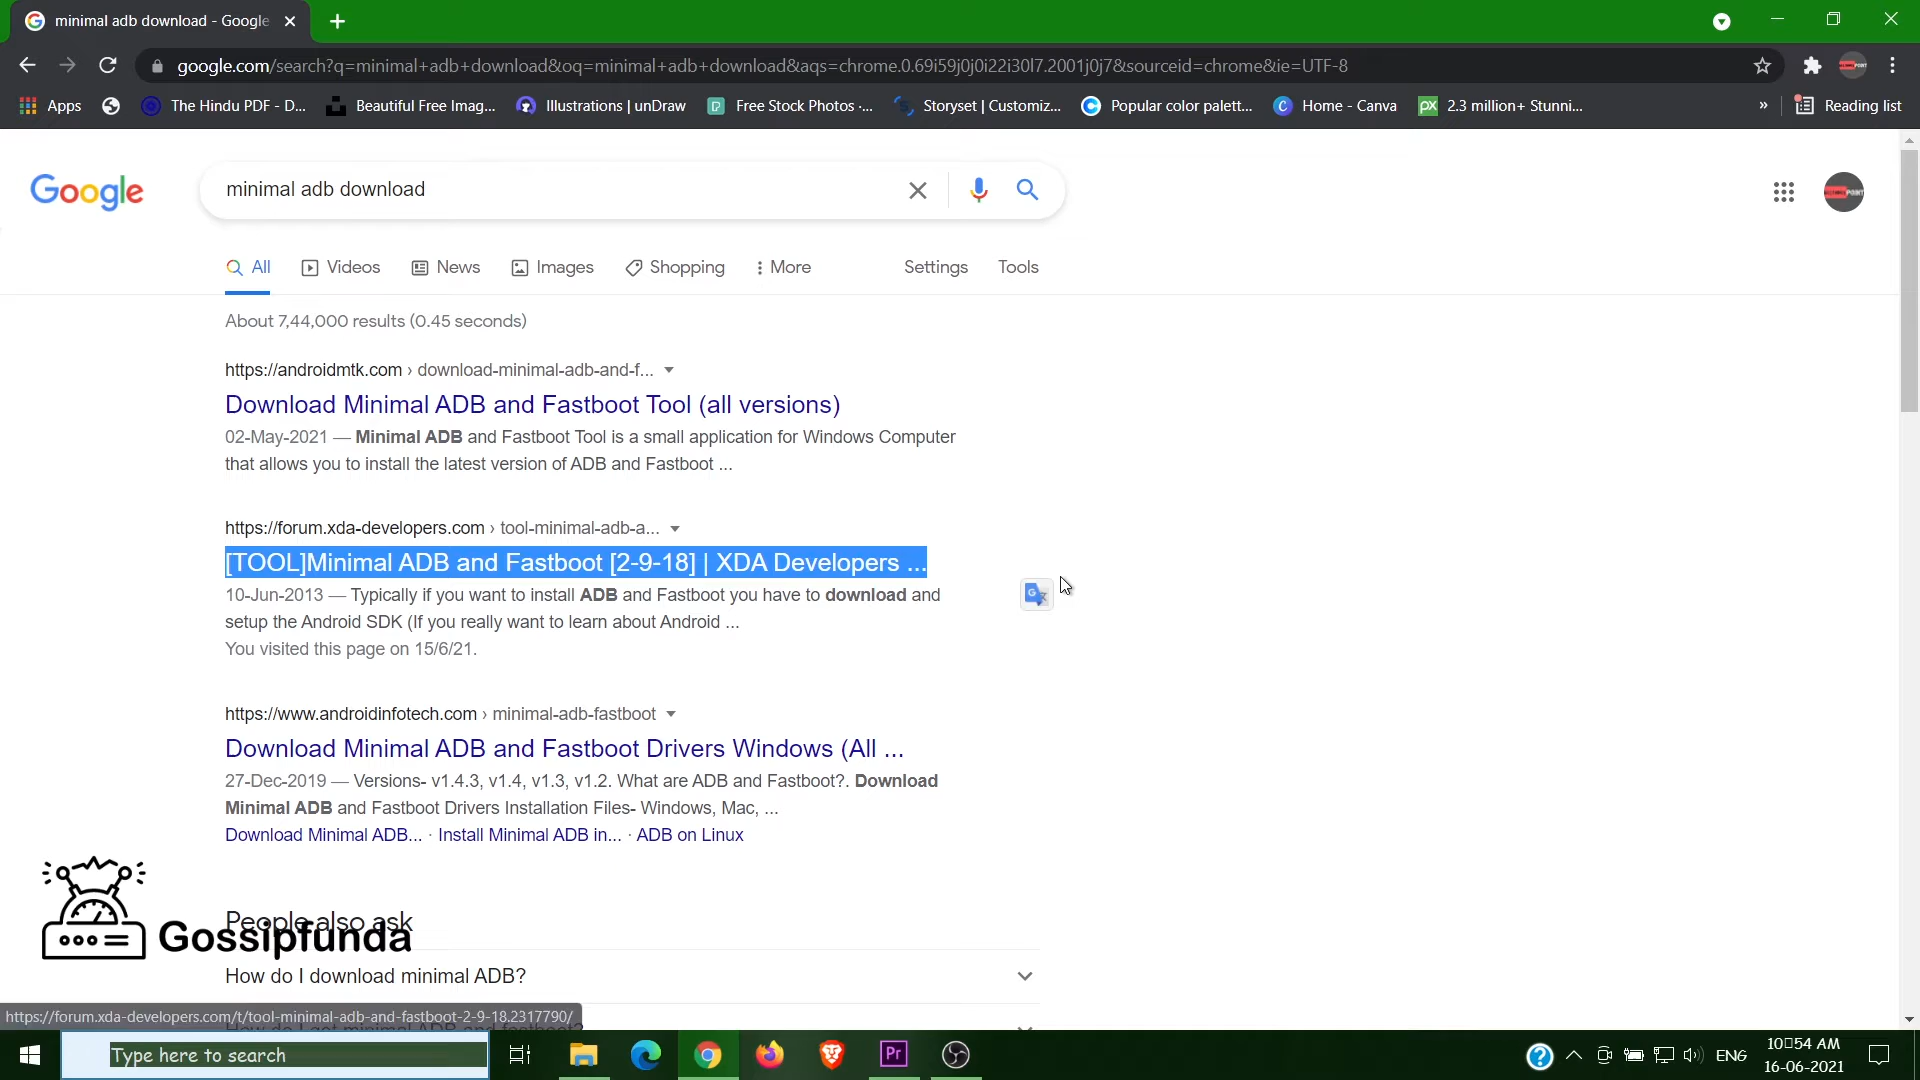 minimal adb download - Google
google.com/search?q=minimal+adb+download&oq=minimal+adb+download&aqs=chrome.0.69i59j0j0i22i30l7.2001j0j7&sourceid=chrome&ie=UTF-8
Apps The Hindu PDF - D... Beautiful Free Imag... Illustrations | unDraw Free Stock Photos ·... Storyset | Customiz... Popular color palett... Home - Canva 2.3 million+ Stunni... » Reading list
Google minimal adb download
All Videos News Images Shopping More Settings Tools
About 7,44,000 results (0.45 seconds)
https://androidmtk.com › download-minimal-adb-and-f...
Download Minimal ADB and Fastboot Tool (all versions)
02-May-2021 — Minimal ADB and Fastboot Tool is a small application for Windows Computer
that allows you to install the latest version of ADB and Fastboot ...
https://forum.xda-developers.com › tool-minimal-adb-a...
[TOOL]Minimal ADB and Fastboot [2-9-18] | XDA Developers ...
10-Jun-2013 — Typically if you want to install ADB and Fastboot you have to download and
setup the Android SDK (If you really want to learn about Android ...
You visited this page on 15/6/21.
https://www.androidinfotech.com › minimal-adb-fastboot
Download Minimal ADB and Fastboot Drivers Windows (All ...
27-Dec-2019 — Versions- v1.4.3, v1.4, v1.3, v1.2. What are ADB and Fastboot?. Download
Minimal ADB and Fastboot Drivers Installation Files- Windows, Mac, ...
Download Minimal ADB... · Install Minimal ADB in... · ADB on Linux
People also ask
Gossipfunda
How do I download minimal ADB?
https://forum.xda-developers.com/t/tool-minimal-adb-and-fastboot-2-9-18.2317790/
How do I get minimal ADB and fastboot?
Type here to search
Pr
ENG
10:54 AM
16-06-2021